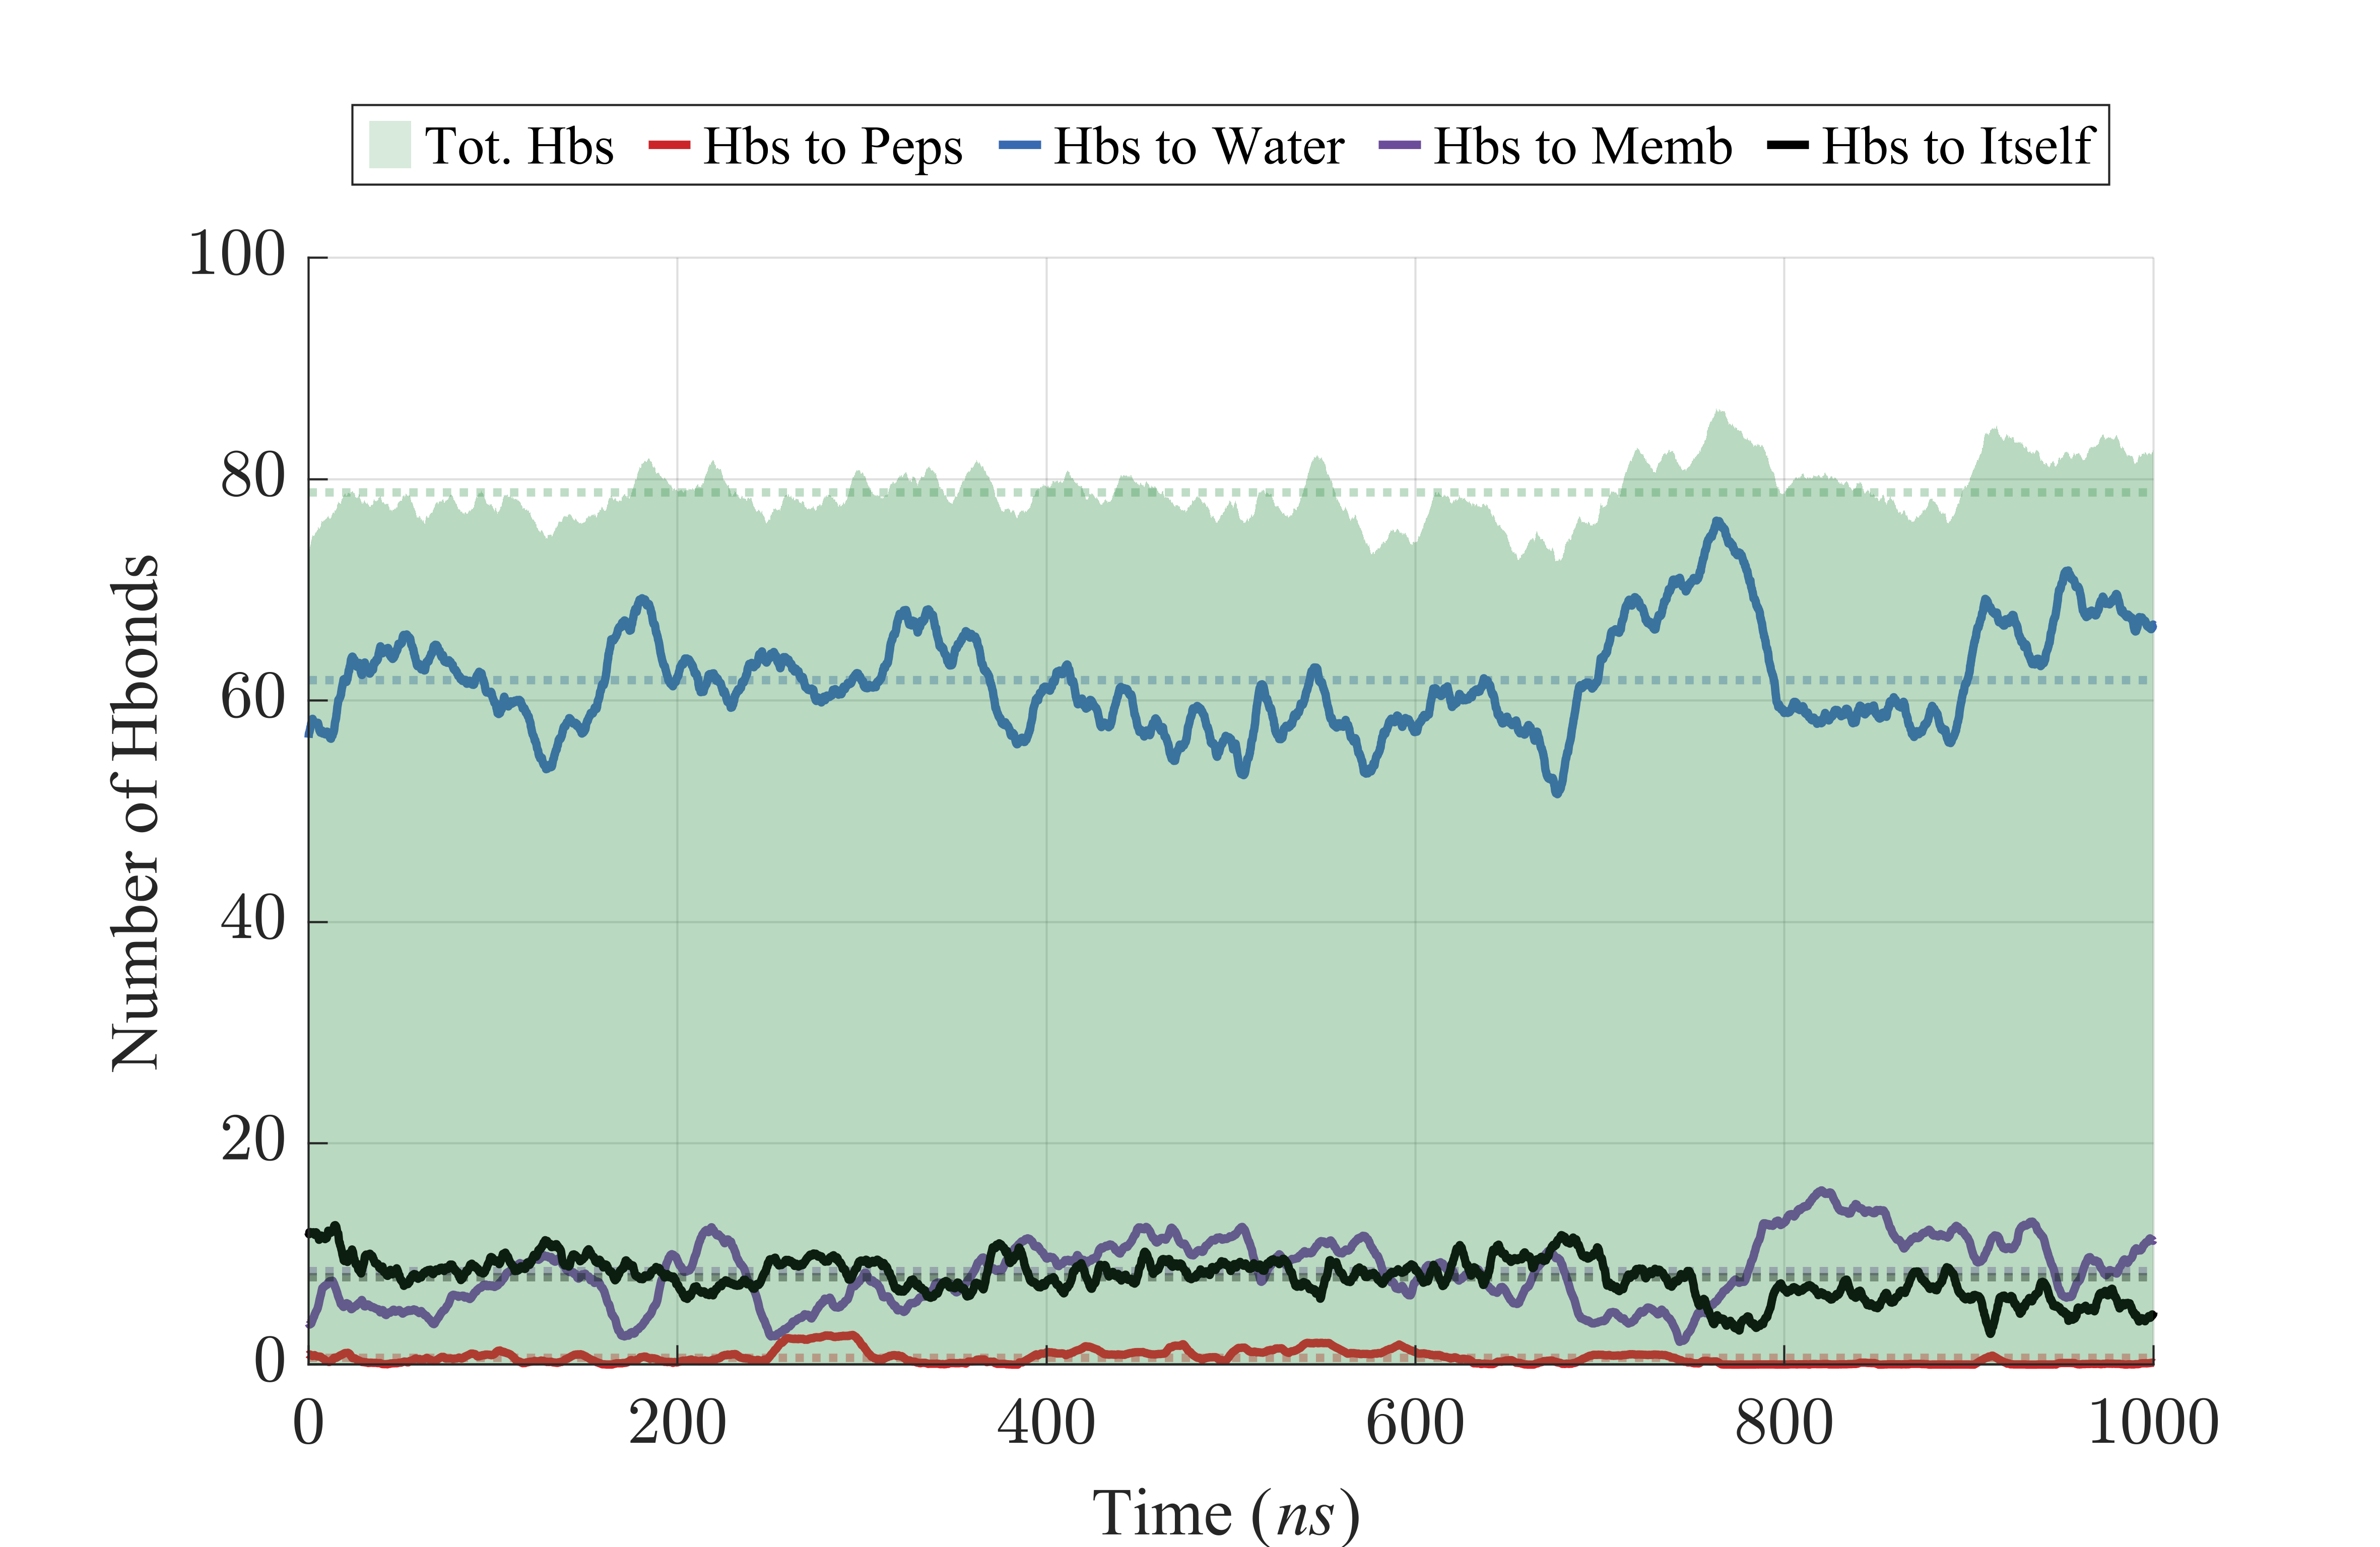 Tot. Hbs Hbs to Peps Hbs to Water Hbs to Memb Hbs to Itself
100
80
60
40
20
0
Number of Hbonds
0 200 400 600 800 1000
Time (ns)